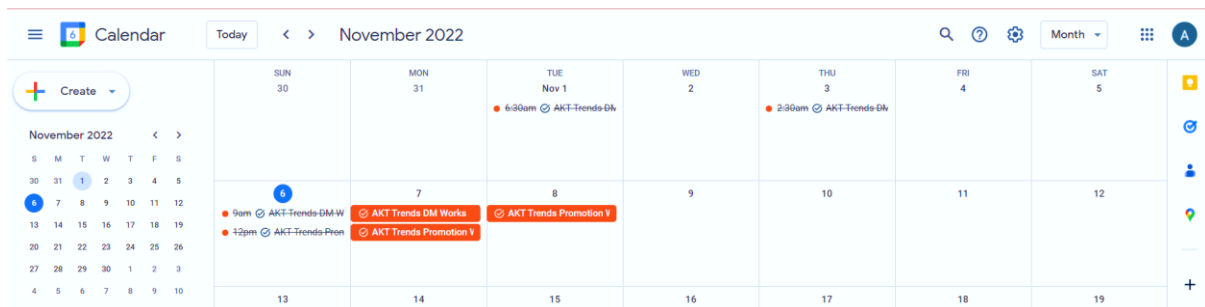 6 Calendar Today November 2022 Month A
Create
SUN MON TUE WED THU FRI SAT
30 31 Nov 1 2 3 4 5
6:30am AKT Trends DM 2:30am AKT Trends DM
November 2022
S M T W T F S
30 31 1 2 3 4 5
6 7 8 9 10 11 12
13 14 15 16 17 18 19
20 21 22 23 24 25 26
27 28 29 30 1 2 3
4 5 6 7 8 9 10
6 7 8 9 10 11 12
9am AKT Trends DM W AKT Trends DM Works AKT Trends Promotion W
12pm AKT Trends Pron AKT Trends Promotion W
13 14 15 16 17 18 19